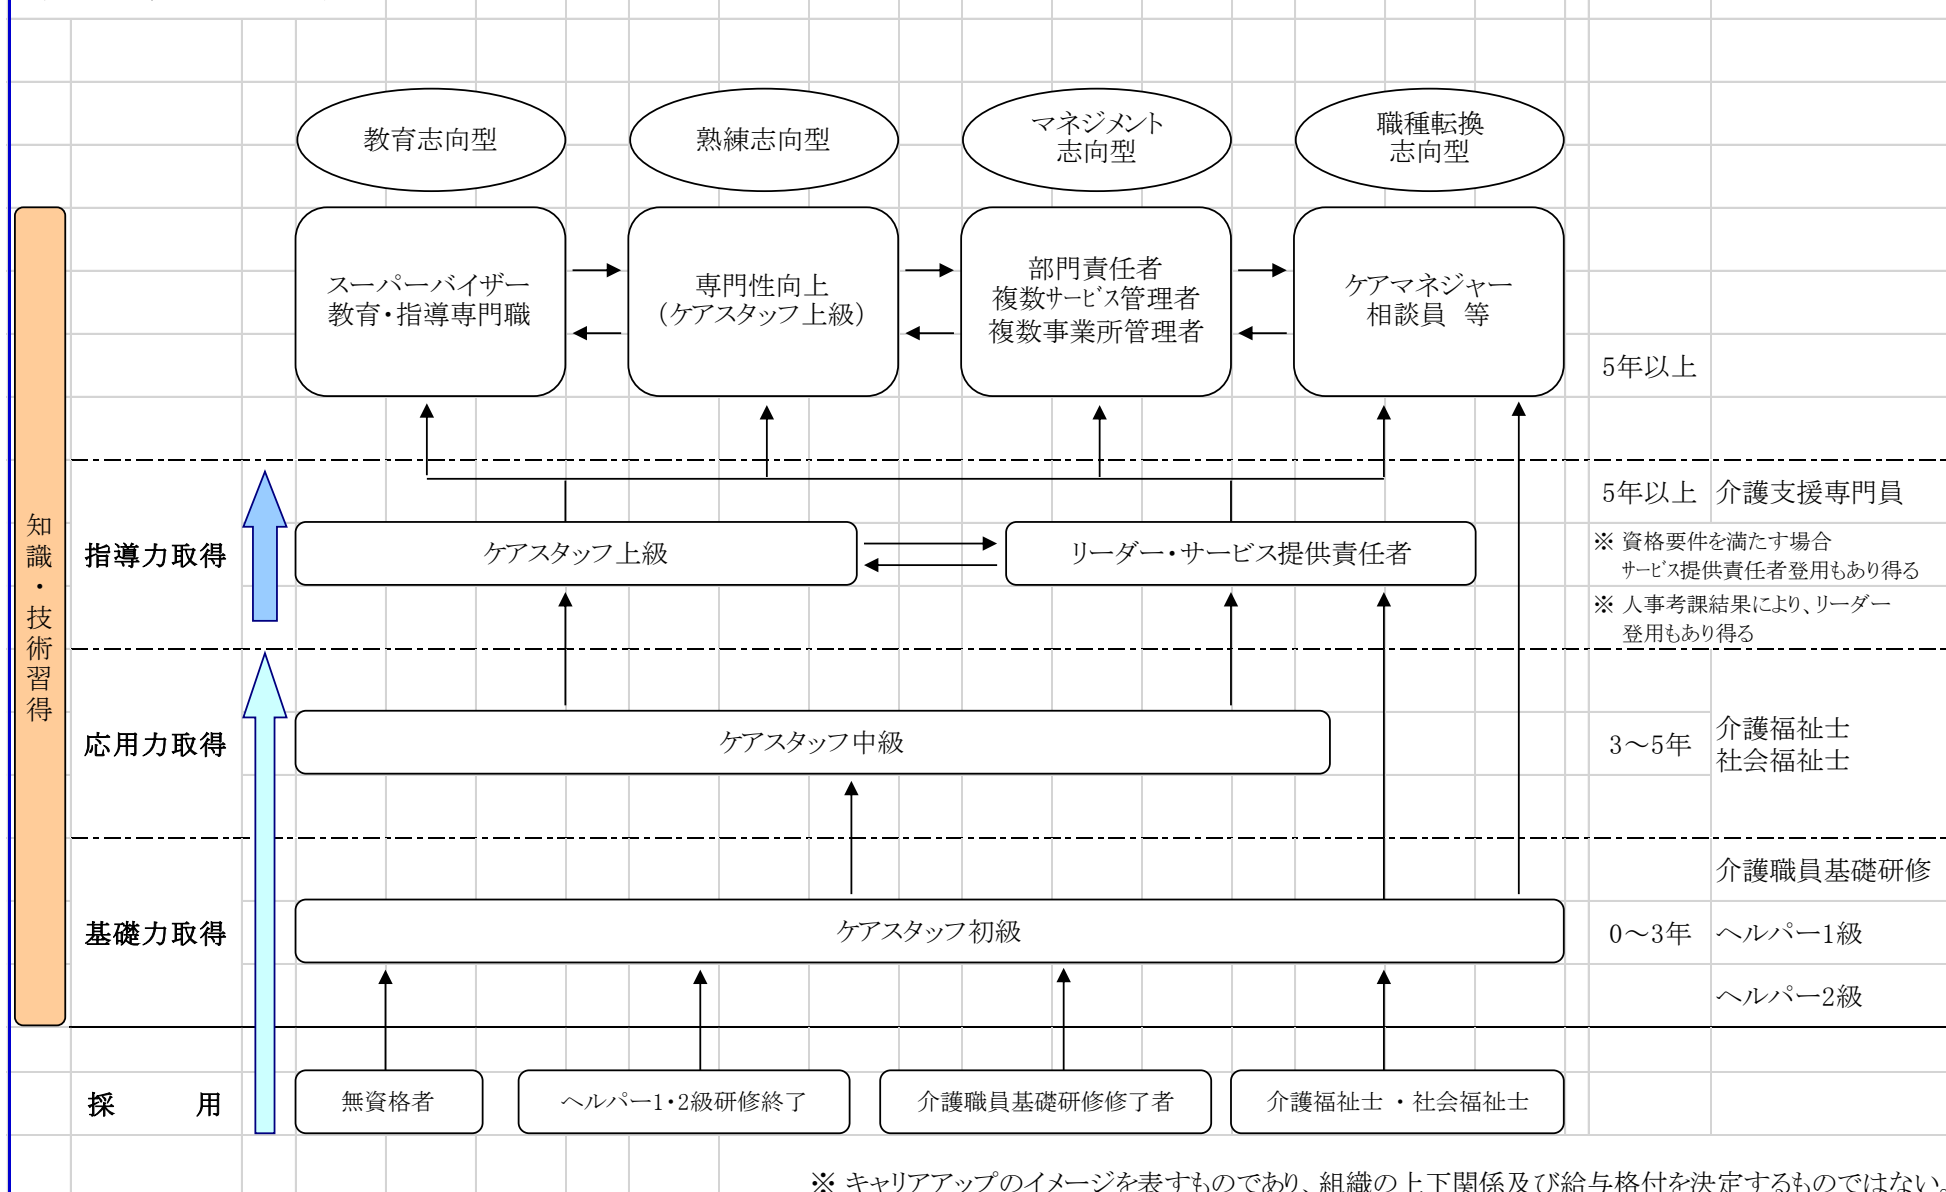 教育志向型
熟練志向型
マネジメント
志向型
職種転換
志向型
スーパーバイザー
教育・指導専門職
専門性向上
（ケアスタッフ上級）
部門責任者
複数サービス管理者
複数事業所管理者
ケアマネジャー
相談員　等
5年以上
知識・技術習得
指導力取得
ケアスタッフ上級
リーダー・サービス提供責任者
5年以上　介護支援専門員
※ 資格要件を満たす場合
サービス提供責任者登用もあり得る
※ 人事考課結果により、リーダー
登用もあり得る
応用力取得
ケアスタッフ中級
3～5年
介護福祉士
社会福祉士
基礎力取得
ケアスタッフ初級
0～3年
介護職員基礎研修
ヘルパー1級
ヘルパー2級
採　用
無資格者
ヘルパー1・2級研修終了
介護職員基礎研修修了者
介護福祉士 ・社会福祉士
※ キャリアアップのイメージを表すものであり、組織の上下関係及び給与格付を決定するものではない。